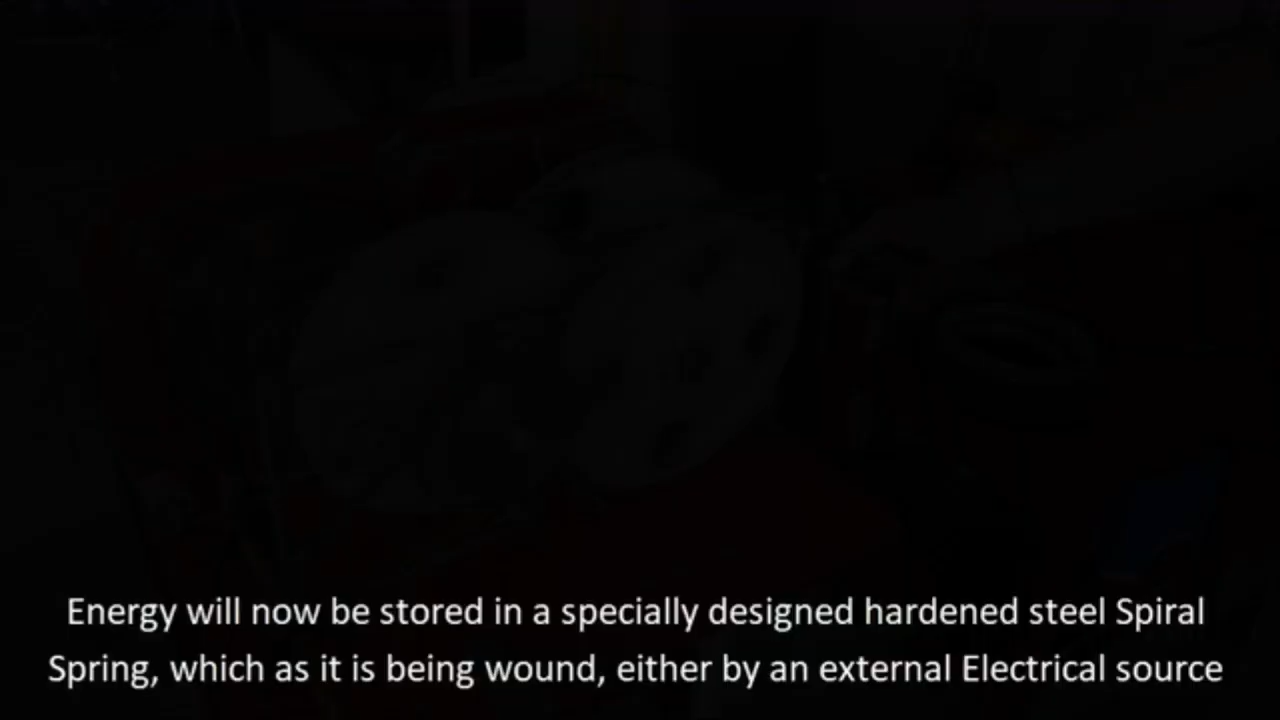 Energy will now be stored in a specially designed hardened steel Spiral
Spring, which as it is being wound, either by an external Electrical source